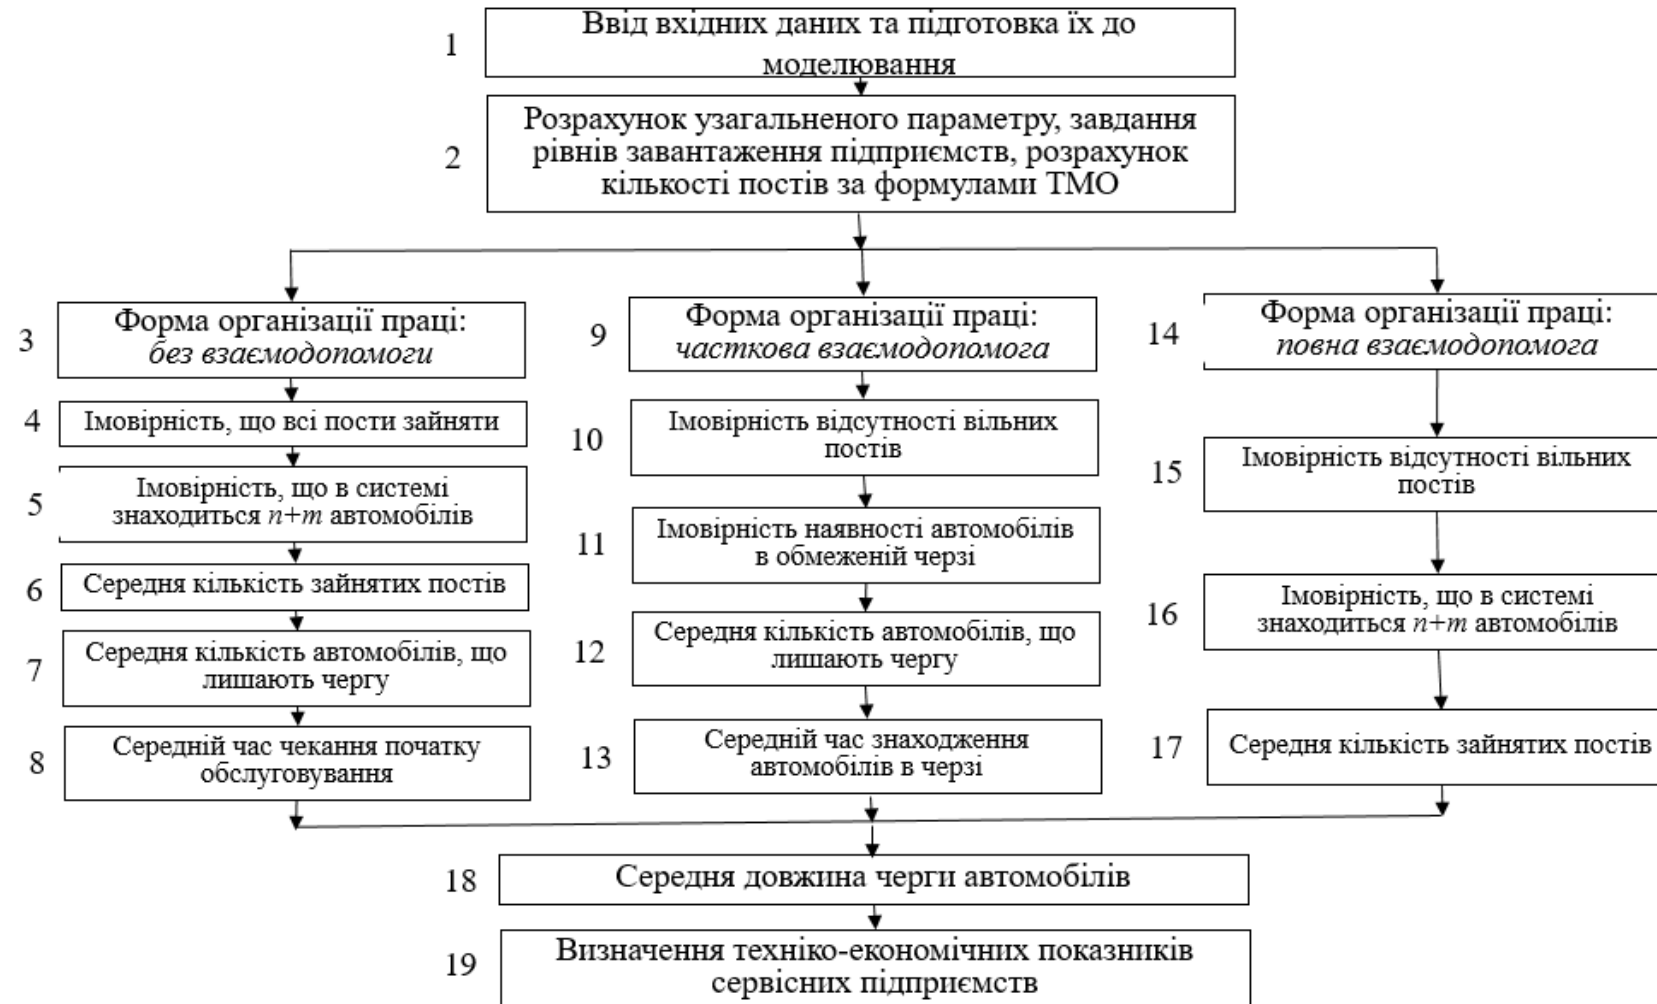 1
Ввід вхідних даних та підготовка їх до
моделювання
2
Розрахунок узагальненого параметру, завдання
рівнів завантаження підприємств, розрахунок
кількості постів за формулами ТМО
3
Форма організації праці:
без взаємодопомоги
4
Імовірність, що всі пости зайняти
5
Імовірність, що в системі
знаходиться n+m автомобілів
6
Середня кількість зайнятих постів
7
Середня кількість автомобілів, що
лишають чергу
8
Середній час чекання початку
обслуговування
9
Форма організації праці:
часткова взаємодопомога
10
Імовірність відсутності вільних
постів
11
Імовірність наявності автомобілів
в обмеженій черзі
12
Середня кількість автомобілів, що
лишають чергу
13
Середній час знаходження
автомобілів в черзі
14
Форма організації праці:
повна взаємодопомога
15
Імовірність відсутності вільних
постів
16
Імовірність, що в системі
знаходиться n+m автомобілів
17
Середня кількість зайнятих постів
18
Середня довжина черги автомобілів
19
Визначення техніко-економічних показників
сервісних підприємств